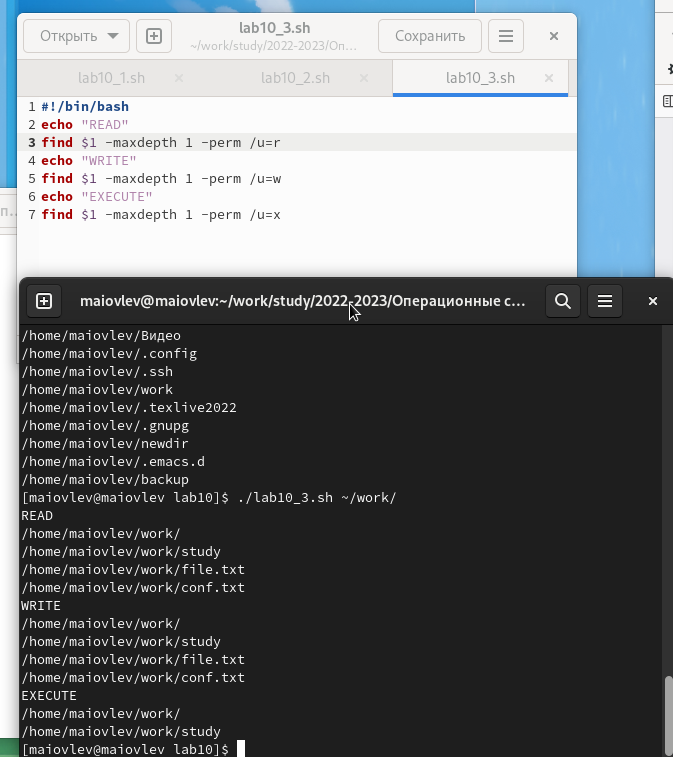 Открыть
lab10_3.sh
~/work/study/2022-2023/Оп…
Сохранить
lab10_1.sh
lab10_2.sh
lab10_3.sh
1 #!/bin/bash
2 echo "READ"
3 find $1 -maxdepth 1 -perm /u=r
4 echo "WRITE"
5 find $1 -maxdepth 1 -perm /u=w
6 echo "EXECUTE"
7 find $1 -maxdepth 1 -perm /u=x
maiovlev@maiovlev:~/work/study/2022-2023/Операционные с…
/home/maiovlev/Видео
/home/maiovlev/.config
/home/maiovlev/.ssh
/home/maiovlev/work
/home/maiovlev/.texlive2022
/home/maiovlev/.gnupg
/home/maiovlev/newdir
/home/maiovlev/.emacs.d
/home/maiovlev/backup
[maiovlev@maiovlev lab10]$ ./lab10_3.sh ~/work/
READ
/home/maiovlev/work/
/home/maiovlev/work/study
/home/maiovlev/work/file.txt
/home/maiovlev/work/conf.txt
WRITE
/home/maiovlev/work/
/home/maiovlev/work/study
/home/maiovlev/work/file.txt
/home/maiovlev/work/conf.txt
EXECUTE
/home/maiovlev/work/
/home/maiovlev/work/study
[maiovlev@maiovlev lab10]$